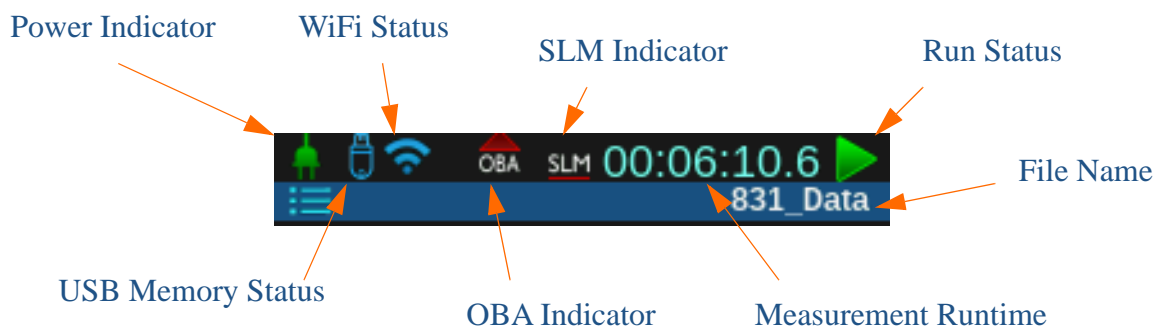 Power Indicator
WiFi Status
SLM Indicator
Run Status
OBA
SLM 00:06:10.6
831_Data
File Name
USB Memory Status
OBA Indicator
Measurement Runtime